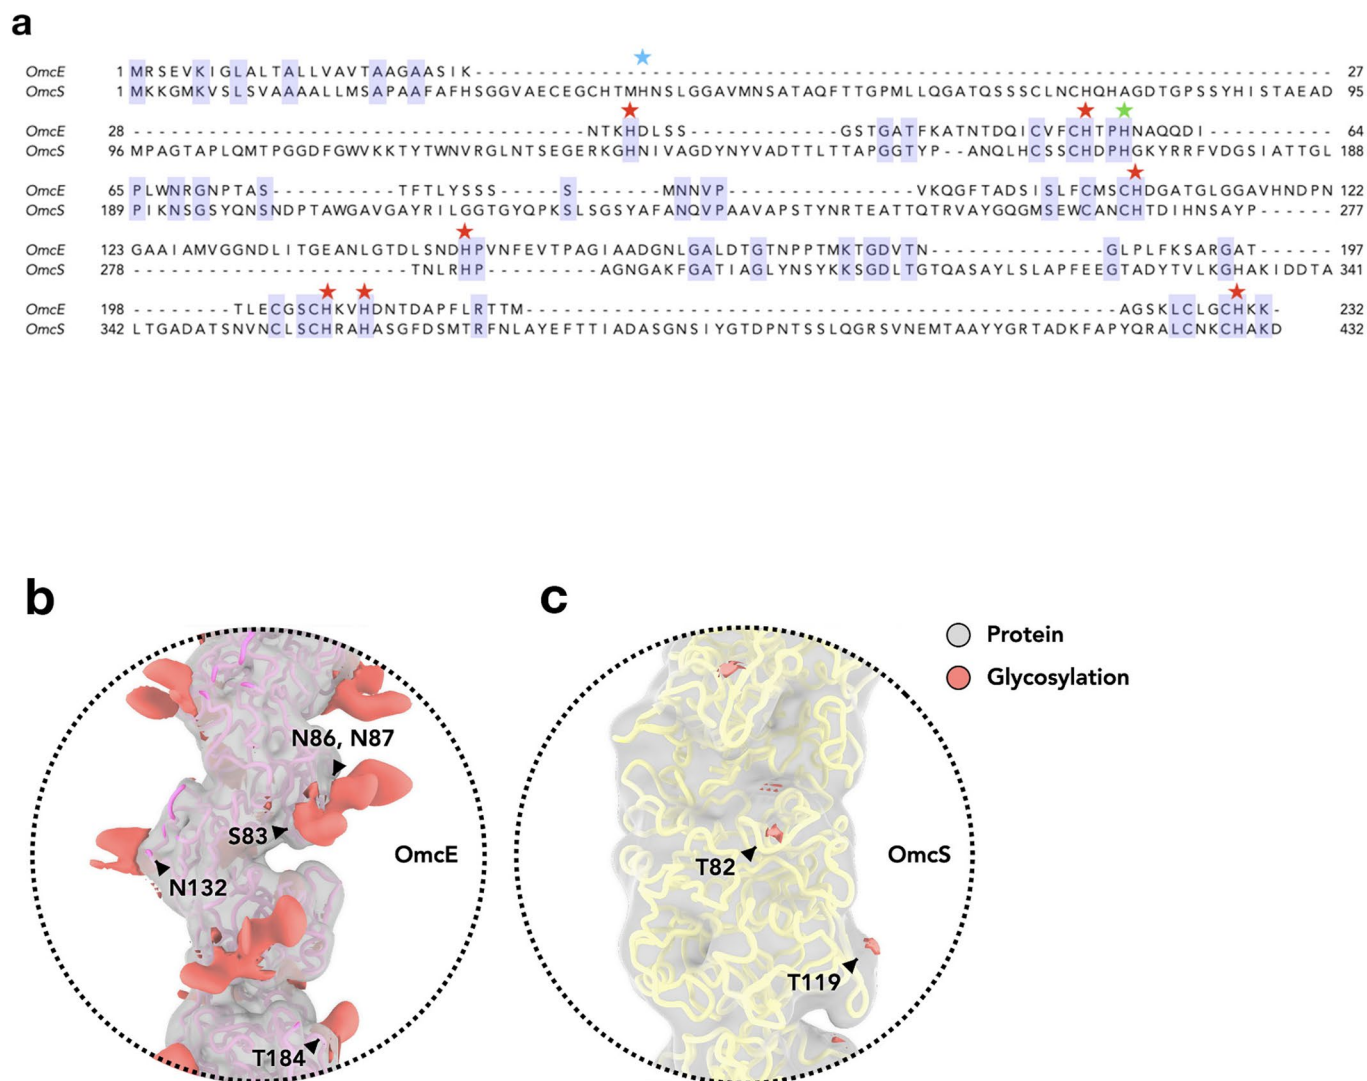 a
OmcE 1 MRSEVKIGLALTALLVAVTAAGAASIK- - - - - - - - - - - - - - - - - - - - - - - - - - - - - - - - - - - - - - - - - - - - - - - - - - - - - - - - - - - - - - - - - - - - 27
OmcS 1 MKKGMKVSLSVAAAALLMSAPAAFAFHSGGVAECEGCHTMHNSLGGAVMNSATAQFTTGPMLLQGATQSSSCLNCHQHAGDTGPSSYHISTAEAD 95
OmcE 28 - - - - - - - - - - - - - - - - - - - - - - - - - - - - - - - - - - - - NTKHDLSS- - - - - - - - - - - - GSTGATFKATNTDQICVFCHTPHNAQQDI- - - - - - - - - - 64
OmcS 96 MPAGTAPLQMTPGGDFGWVKKTYTWNVRGLNTSEGERKGHNIVAGDYNYVADTTLTTAPGGTYP- -ANQLHCSSCHDPHGKYRRFVDGSIATTGL 188
OmcE 65 PLWNRGNPTAS- - - - - - - - - -TFTLYSSS- - - - -S- - - - - - -MNNVP- - - - - - - - - - - - - - -VKQGFTADSISLFCMSCHDGATGLGGAVHNDPN 122
OmcS 189 PIKNSGSYQNSNDPTAWGAVGAYRILGGTGYQPKSLSGSYAFANQVPAAVAPSTYNRTEATTQTRVAYGQGMSEWCANCHTDIHNSAYP- - - - - - 277
OmcE 123 GAAIAMVGGNDLITGEANLGTDLSNDHPVNFEVTPAGIAADGNLGALDTGTNPPTMKTGDVTN- - - - - - - - - - - - - -GLPLFKSARGAT- - - - - - 197
OmcS 278 - - - - - - - - - - - - - - - - - - - - - -TNLRHP- - - - - - - - -AGNGAKFGATIAGLYNSYKKSGDLTGTQASAYLSLAPFEEGTADYTVLKGHAKIDDTA 341
OmcE 198 - - - - - - - -TLECGSCHKVHDNTDAPFLRTTM- - - - - - - - - - - - - - - - - - - - - - - - - - - - - - - - - - - - - - - - - - - - - -AGSKLCLGCHKK- 232
OmcS 342 LTGADATSNVNCLSCHRAHASGFDSMTRFNLAYEFTTIADASGNSIYGTDPNTSSLQGRSVNEMTAAYYGRTADKFAPYQRALCNKCHAKD 432
b
c
Protein
Glycosylation
N86, N87
S83
OmcE
N132
T184
T82
OmcS
T119